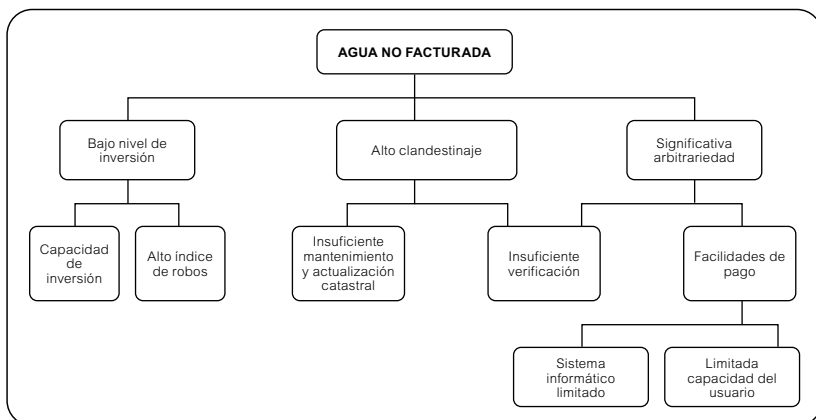 AGUA NO FACTURADA
Bajo nivel de
inversión
Alto clandestinaje
Significativa
arbitrariedad
Capacidad
de
inversión
Alto índice
de robos
Insuficiente
mantenimiento
y actualización
catastral
Insuficiente
verificación
Facilidades de
pago
Sistema
informático
limitado
Limitada
capacidad del
usuario